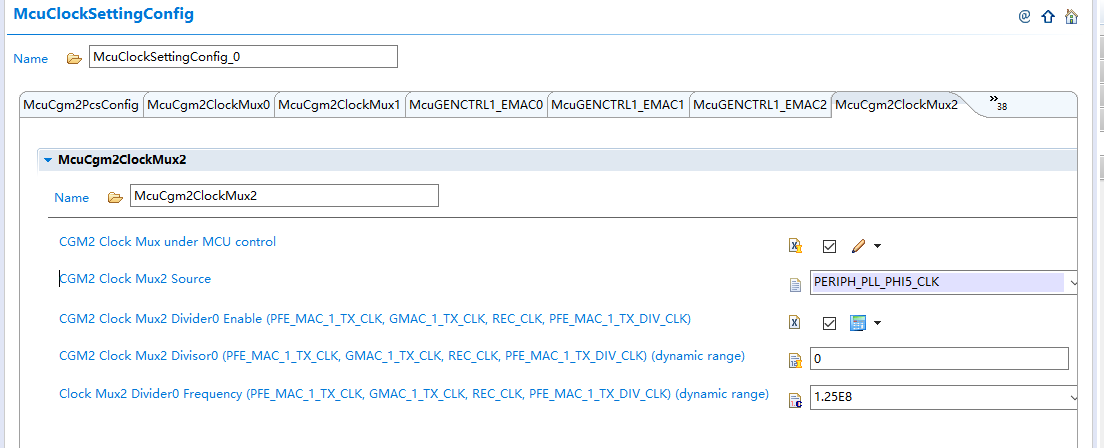 McuClockSettingConfig
Name McuClockSettingConfig_0
McuCgm2PcsConfig McuCgm2ClockMux0 McuCgm2ClockMux1 McuGENCTRL1_EMAC0 McuGENCTRL1_EMAC1 McuGENCTRL1_EMAC2 McuCgm2ClockMux2 »38
McuCgm2ClockMux2
Name McuCgm2ClockMux2
CGM2 Clock Mux under MCU control
CGM2 Clock Mux2 Source PERIPH_PLL_PHI5_CLK
CGM2 Clock Mux2 Divider0 Enable (PFE_MAC_1_TX_CLK, GMAC_1_TX_CLK, REC_CLK, PFE_MAC_1_TX_DIV_CLK)
CGM2 Clock Mux2 Divisor0 (PFE_MAC_1_TX_CLK, GMAC_1_TX_CLK, REC_CLK, PFE_MAC_1_TX_DIV_CLK) (dynamic range) 0
Clock Mux2 Divider0 Frequency (PFE_MAC_1_TX_CLK, GMAC_1_TX_CLK, REC_CLK, PFE_MAC_1_TX_DIV_CLK) (dynamic range) 1.25E8